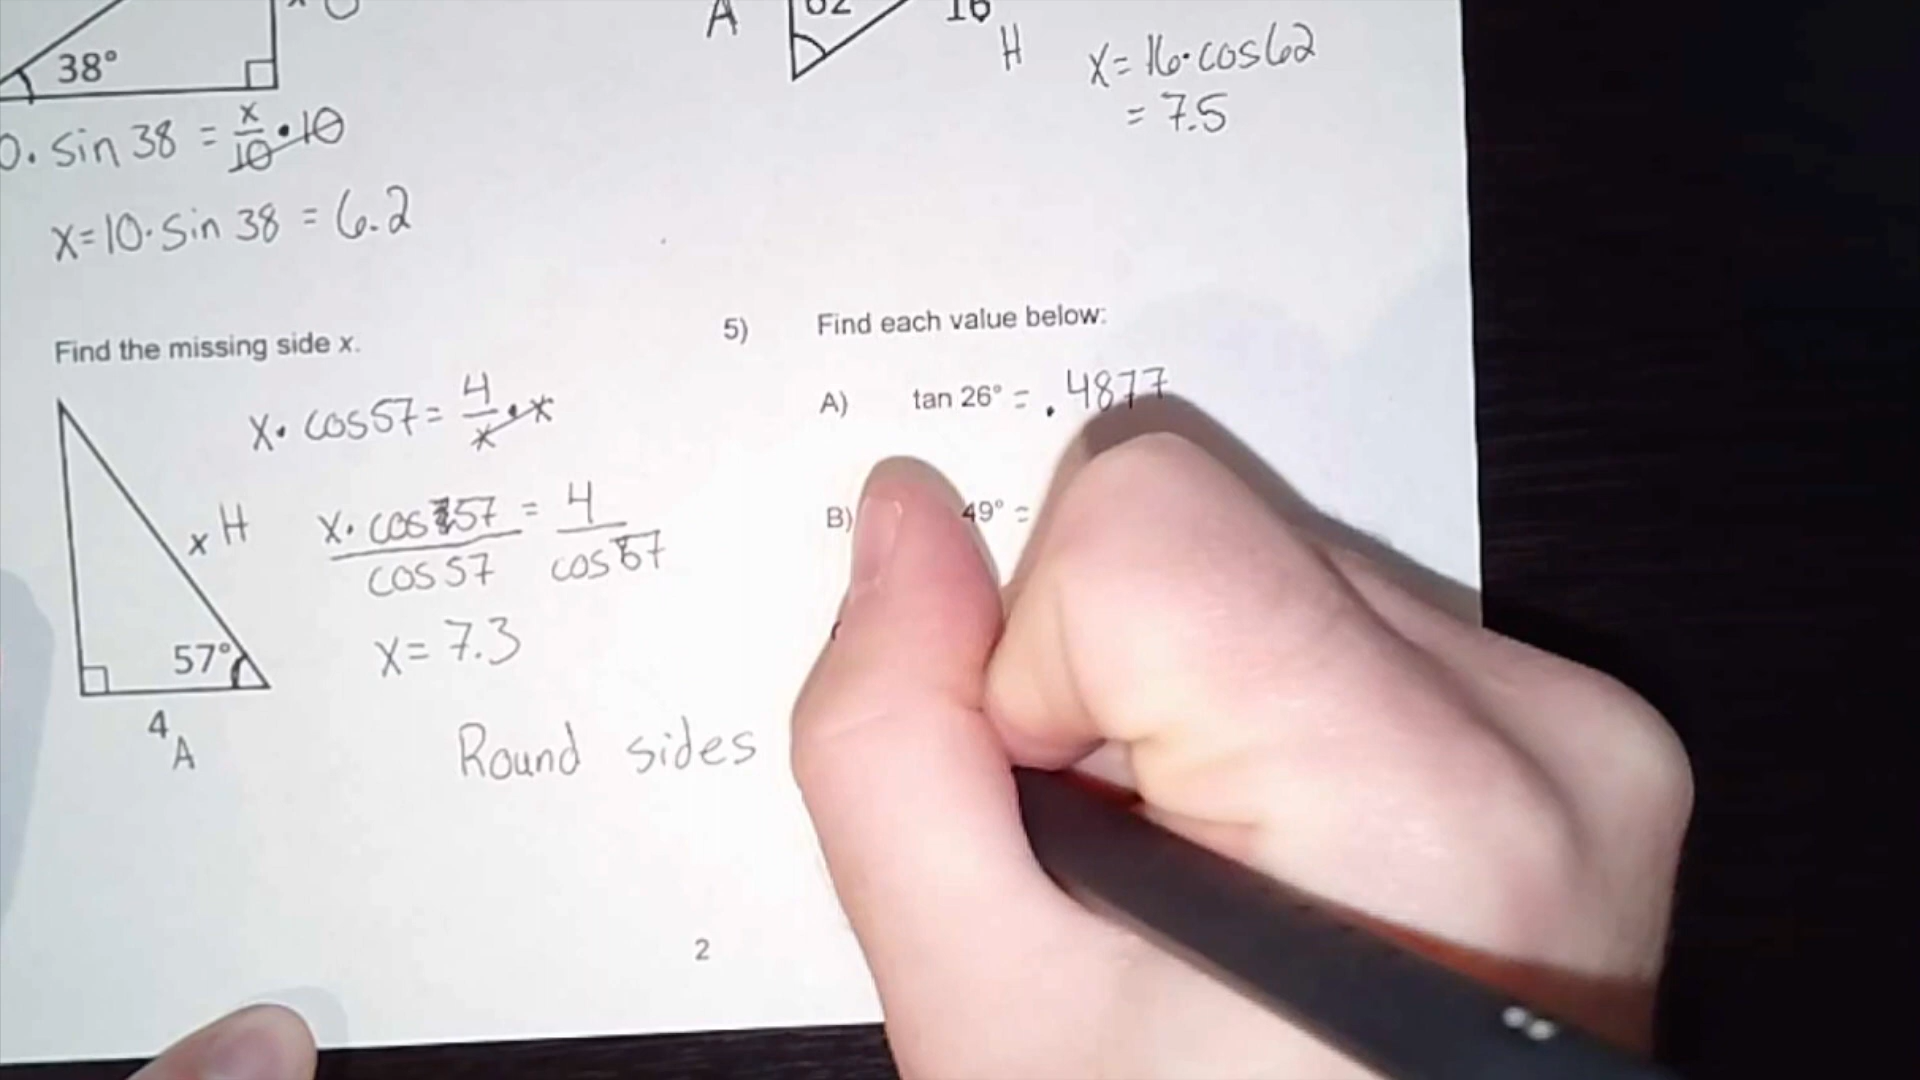 38°
sin 38 = x/10 · 10
x=10·sin 38 = 6.2
A
62
16
H
x= 16·cos62
= 7.5
Find the missing side x.
x· cos57= 4/x · x
x· cos57 = 4
cos57 cos57
x= 7.3
x H
57°
4
A
Round sides
5) Find each value below:
A) tan 26° = .4877
B) 49° =
2